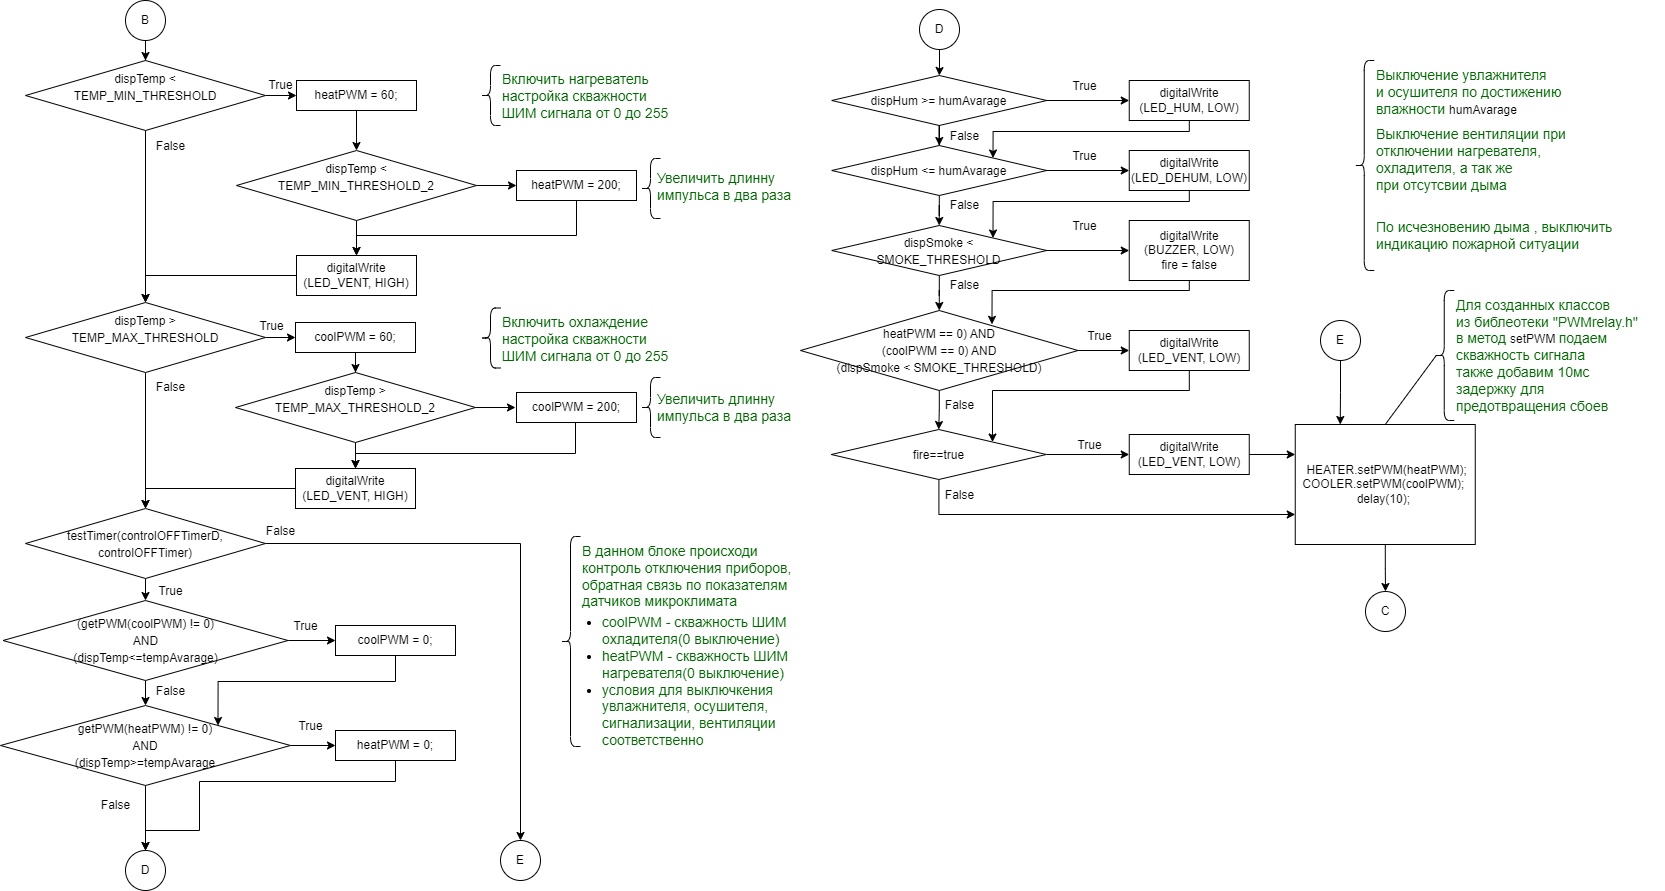 B
dispTemp <
TEMP_MIN_THRESHOLD
True
heatPWM = 60;
Включить нагреватель
настройка скважности
ШИМ сигнала от 0 до 255
False
dispTemp <
TEMP_MIN_THRESHOLD_2
heatPWM = 200;
Увеличить длинну
импульса в два раза
digitalWrite
(LED_VENT, HIGH)
dispTemp >
TEMP_MAX_THRESHOLD
True
coolPWM = 60;
Включить охлаждение
настройка скважности
ШИМ сигнала от 0 до 255
False
dispTemp >
TEMP_MAX_THRESHOLD_2
coolPWM = 200;
Увеличить длинну
импульса в два раза
digitalWrite
(LED_VENT, HIGH)
testTimer(controlOFFTimerD,
controlOFFTimer)
False
True
(getPWM(coolPWM) != 0)
AND
(dispTemp<=tempAvarage)
True
coolPWM = 0;
False
getPWM(heatPWM) != 0)
AND
(dispTemp>=tempAvarage
True
heatPWM = 0;
False
D
E
В данном блоке происходи
контроль отключения приборов,
обратная связь по показателям
датчиков микроклимата
• coolPWM - скважность ШИМ
охладителя(0 выключение)
• heatPWM - скважность ШИМ
нагревателя(0 выключение)
• условия для выключкения
увлажнителя, осушителя,
сигнализации, вентиляции
соответственно
D
dispHum >= humAvarage
True
digitalWrite
(LED_HUM, LOW)
False
dispHum <= humAvarage
True
digitalWrite
(LED_DEHUM, LOW)
False
dispSmoke <
SMOKE_THRESHOLD
True
digitalWrite
(BUZZER, LOW)
fire = false
False
heatPWM == 0) AND
(coolPWM == 0) AND
(dispSmoke < SMOKE_THRESHOLD)
True
digitalWrite
(LED_VENT, LOW)
False
fire==true
True
digitalWrite
(LED_VENT, LOW)
False
Выключение увлажнителя
и осушителя по достижению
влажности humAvarage
Выключение вентиляции при
отключении нагревателя,
охладителя, а так же
при отсутсвии дыма
По исчезновению дыма , выключить
индикацию пожарной ситуации
E
Для созданных классов
из библеотеки "PWMrelay.h"
в метод setPWM подаем
скважность сигнала
также добавим 10мс
задержку для
предотвращения сбоев
HEATER.setPWM(heatPWM);
COOLER.setPWM(coolPWM);
delay(10);
C